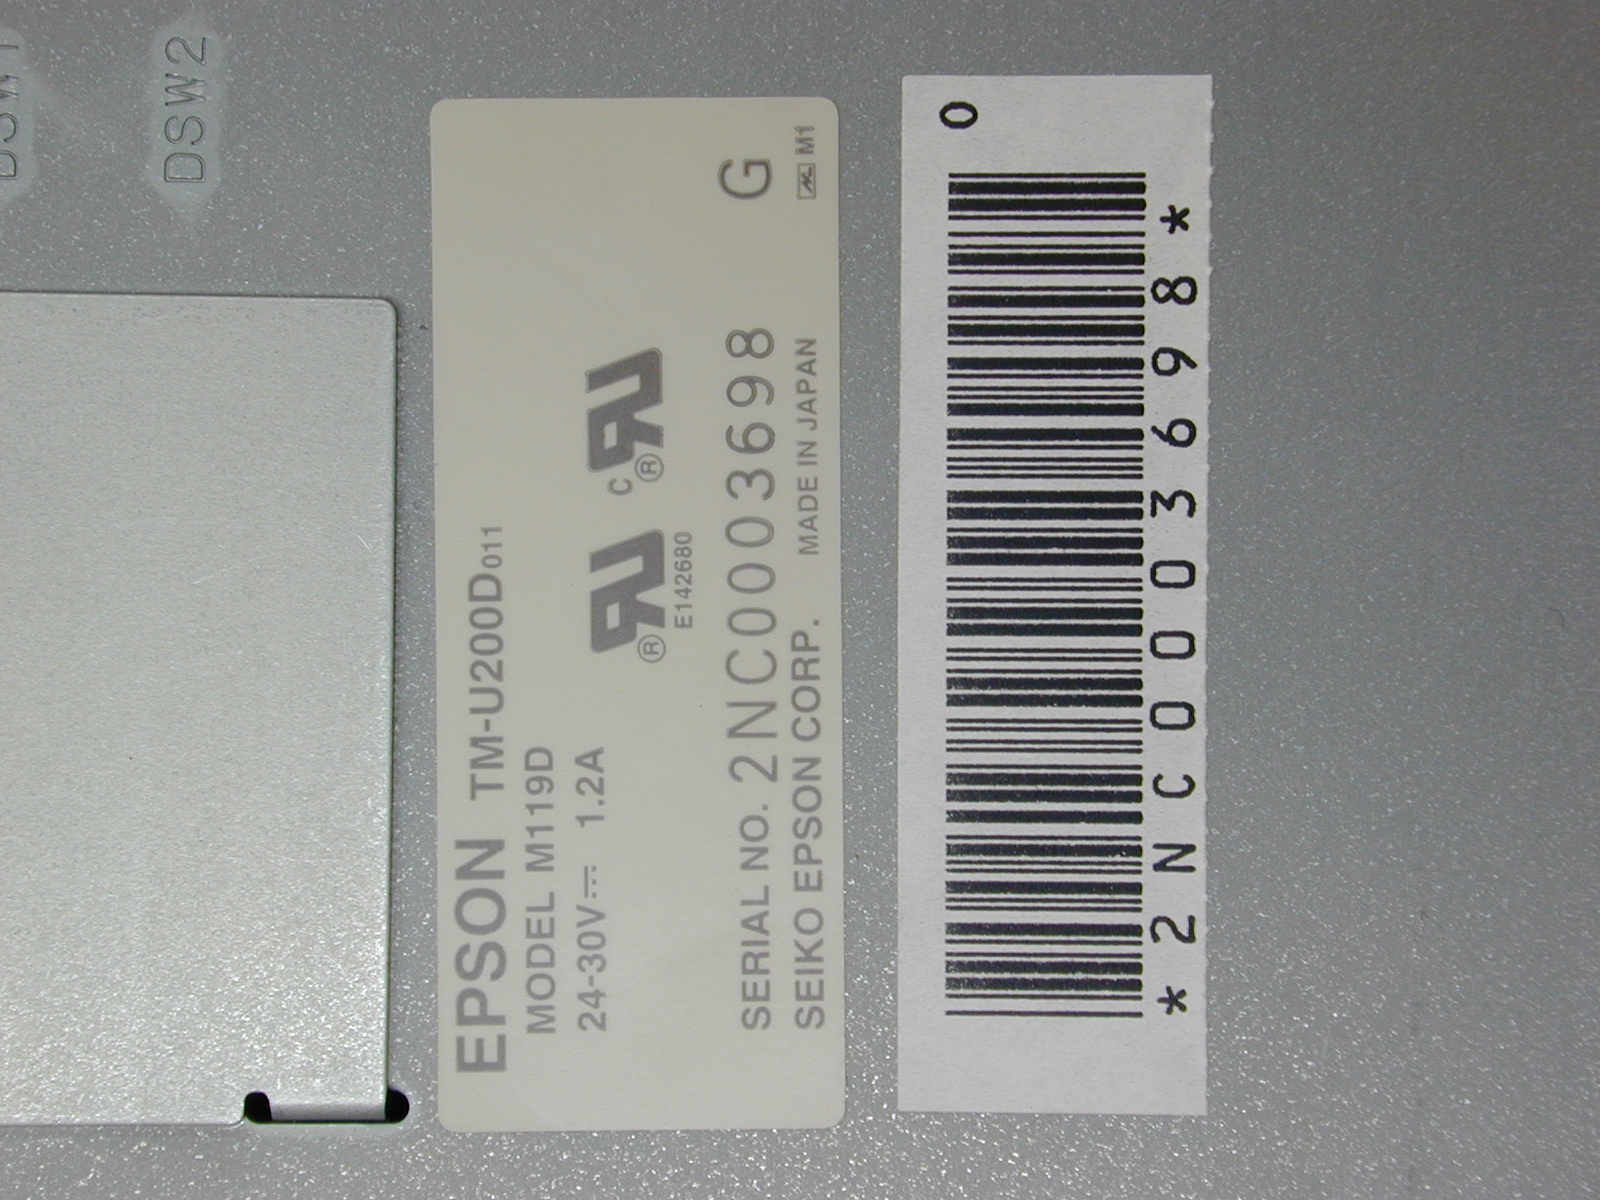 DSW1
DSW2
EPSON TM-U200D011
MODEL M119D
24-30V⎓ 1.2A
® c ®
E142680
G
SERIAL NO. 2NC0003698
SEIKO EPSON CORP. MADE IN JAPAN M1
0
*2NC0003698*